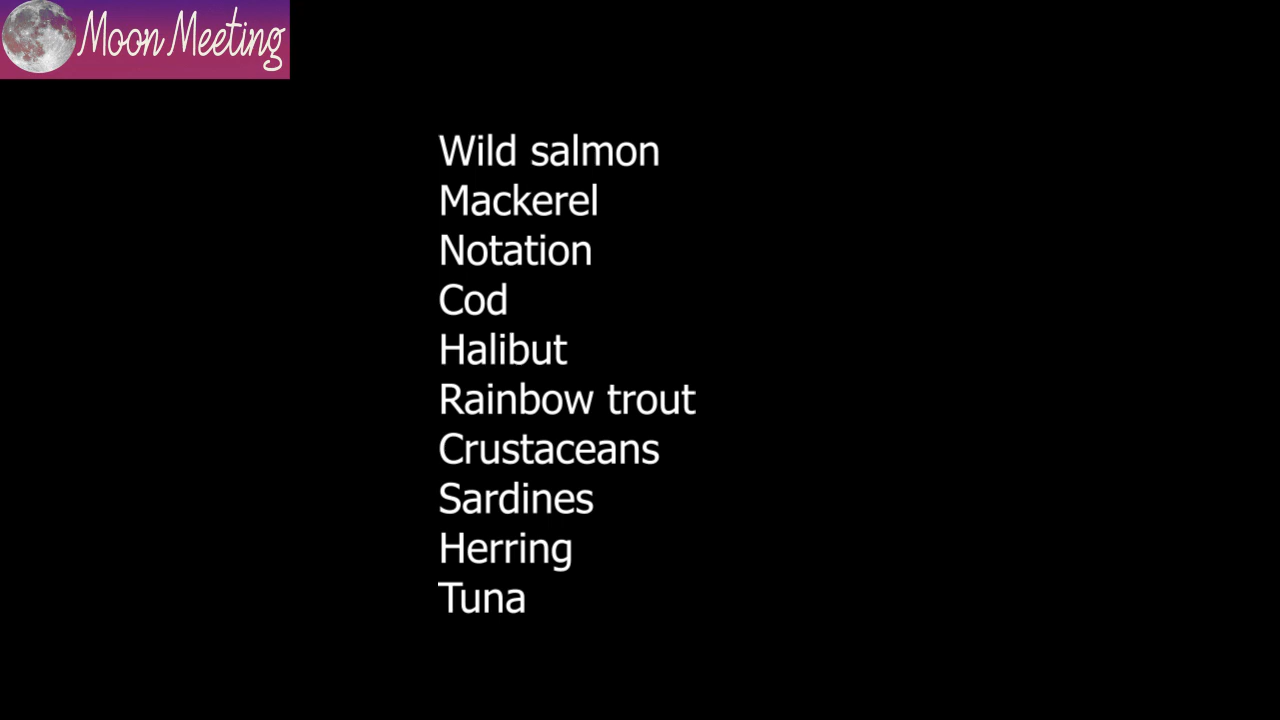 Moon Meeting
Wild salmon
Mackerel
Notation
Cod
Halibut
Rainbow trout
Crustaceans
Sardines
Herring
Tuna